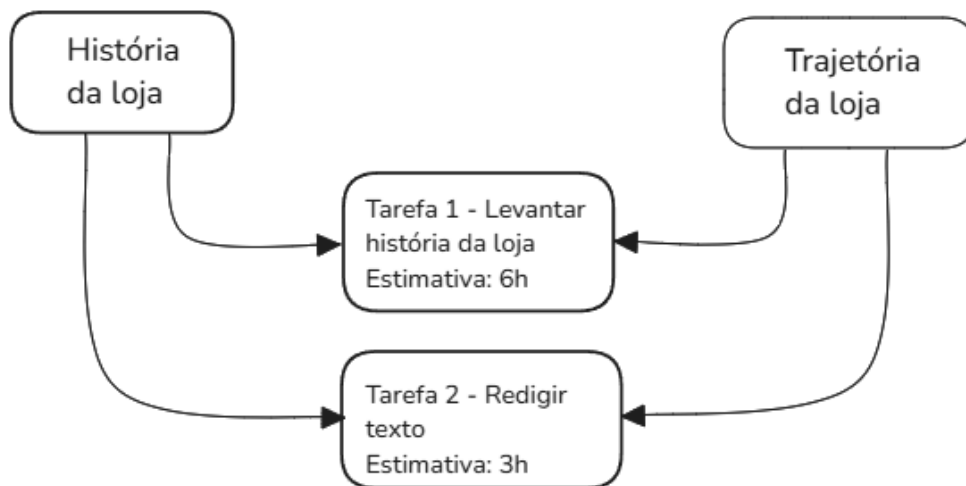 História
da loja
Trajetória
da loja
Tarefa 1 - Levantar
história da loja
Estimativa: 6h
Tarefa 2 - Redigir
texto
Estimativa: 3h